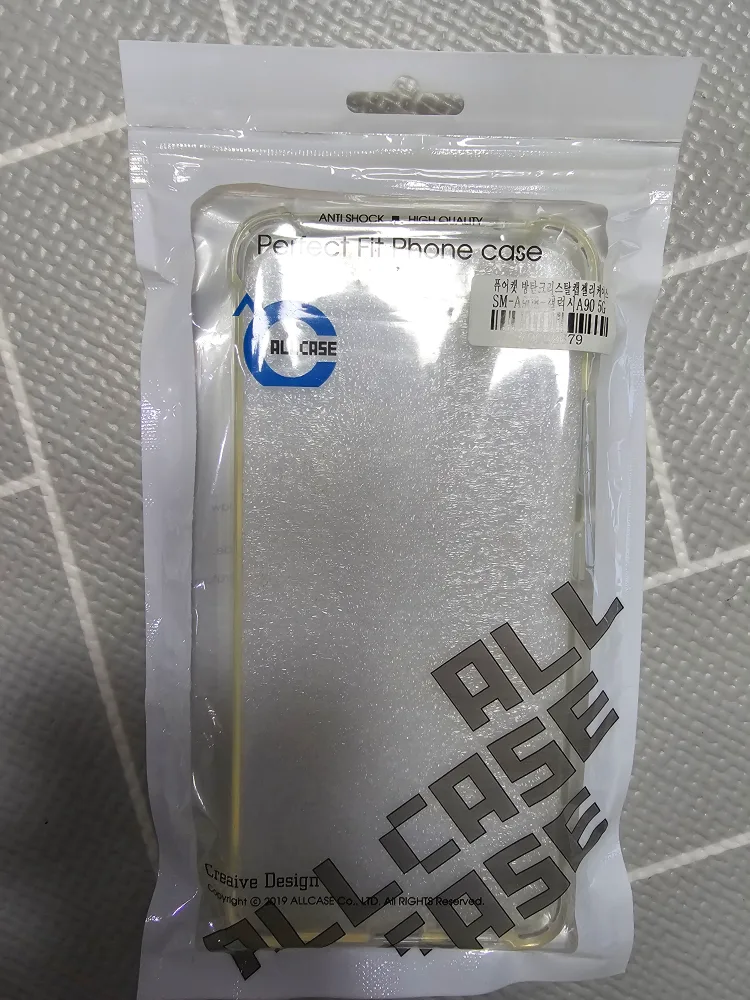 ANTI SHOCK ■ HIGH QUALITY
Perfect Fit Phone case
퓨어켓 방탄크리스탈캡젤리케이스
갤럭시A90 5G
79
ALLCASE
ALL
CASE
ALL CASE
Creaive Design
Copyright © 2019 ALLCASE Co., LTD. All RIGHTS Reserved.